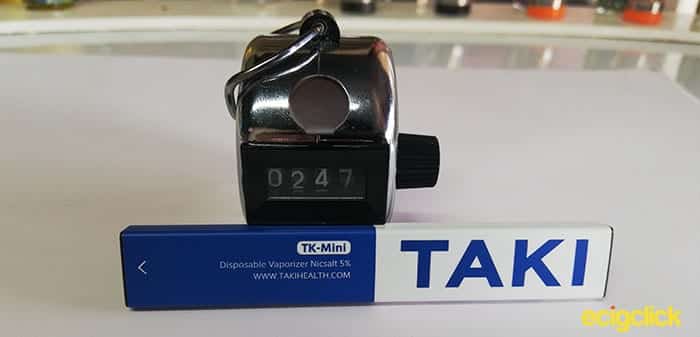 0247
TK-Mini
Disposable Vaporizer Nicsalt 5%
WWW.TAKIHEALTH.COM
TAKI
ecigclick